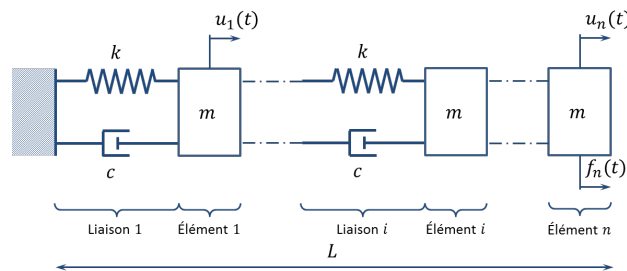 u₁(t) uₙ(t)
k k
m m m
c c fₙ(t)
Liaison 1 Élément 1 Liaison i Élément i Élément n
L